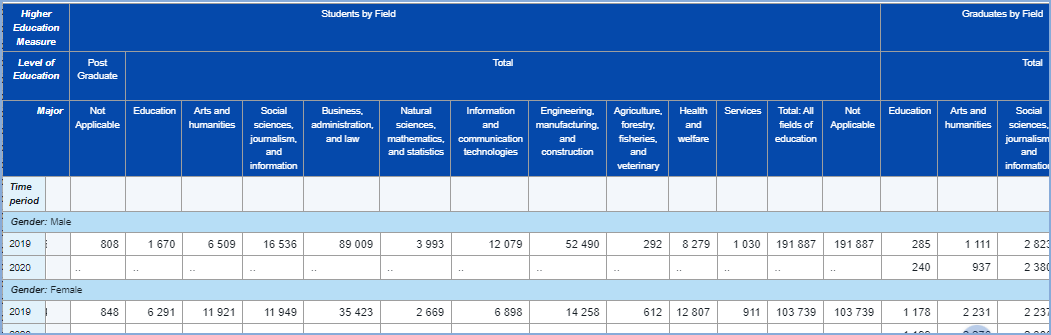 Higher Education Measure Students by Field Graduates by Field
Level of Education Post Graduate Total Total
Major Not Applicable Education Arts and humanities Social sciences, journalism, and information Business, administration, and law Natural sciences, mathematics, and statistics Information and communication technologies Engineering, manufacturing, and construction Agriculture, forestry, fisheries, and veterinary Health and welfare Services Total: All fields of education Not Applicable Education Arts and humanities Social sciences, journalism and information
Time period
Gender: Male
2019 808 1 670 6 509 16 536 89 009 3 993 12 079 52 490 292 8 279 1 030 191 887 191 887 285 1 111 2 823
2020 .. .. .. .. .. .. .. .. .. .. .. .. .. 240 937 2 380
Gender: Female
2019 848 6 291 11 921 11 949 35 423 2 669 6 898 14 258 612 12 807 911 103 739 103 739 1 178 2 231 2 237